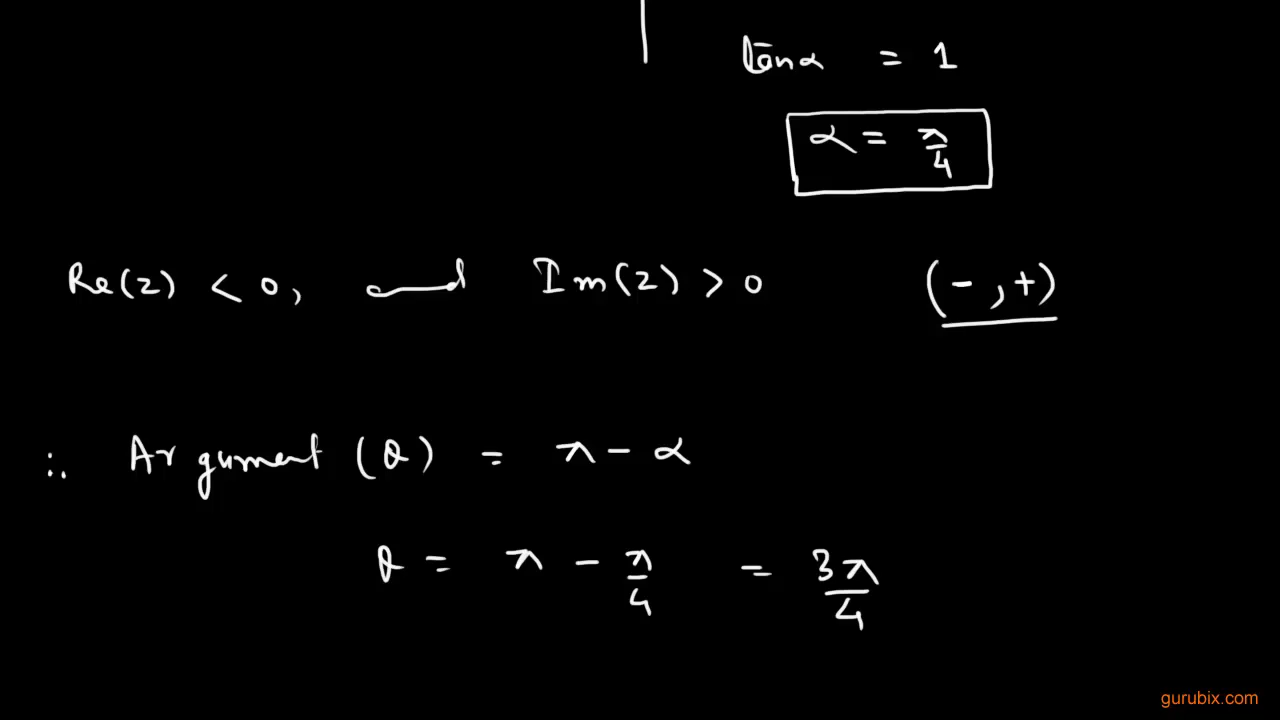 tanα = 1
α = π/4
Re(z) < 0, and Im(z) > 0 (-,+)
∴ Argument (θ) = π - α
θ = π - π/4 = 3π/4
gurubix.com